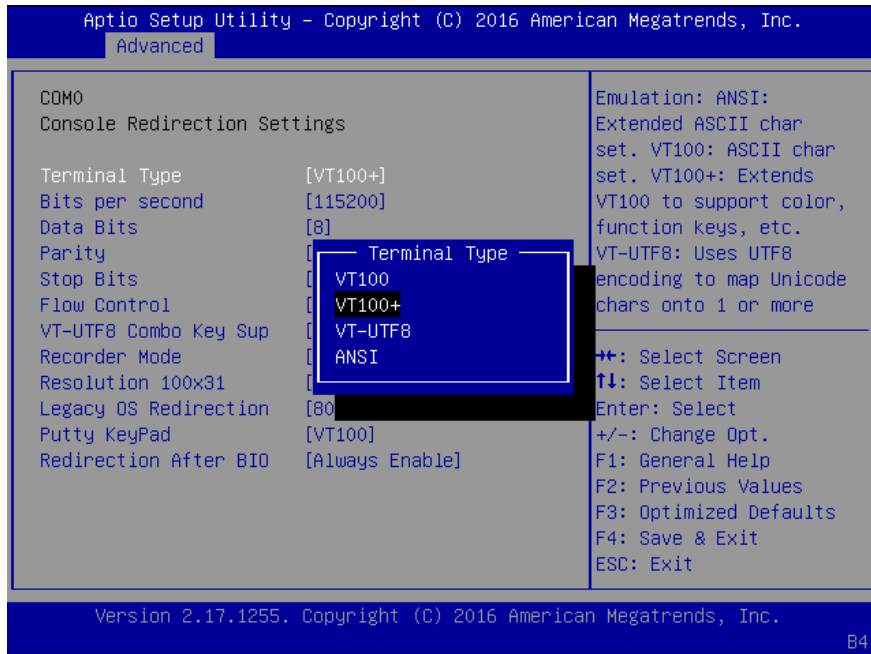 Aptio Setup Utility – Copyright (C) 2016 American Megatrends, Inc.
Advanced
COM0
Console Redirection Settings
Terminal Type [VT100+]
Bits per second [115200]
Data Bits [8]
Parity [
Stop Bits [
Flow Control [
VT-UTF8 Combo Key Sup [
Recorder Mode [
Resolution 100x31 [
Legacy OS Redirection [80
Putty KeyPad [VT100]
Redirection After BIO [Always Enable]
Terminal Type
VT100
VT100+
VT-UTF8
ANSI
Emulation: ANSI:
Extended ASCII char
set. VT100: ASCII char
set. VT100+: Extends
VT100 to support color,
function keys, etc.
VT-UTF8: Uses UTF8
encoding to map Unicode
chars onto 1 or more
→←: Select Screen
↑↓: Select Item
Enter: Select
+/-: Change Opt.
F1: General Help
F2: Previous Values
F3: Optimized Defaults
F4: Save & Exit
ESC: Exit
Version 2.17.1255. Copyright (C) 2016 American Megatrends, Inc.
B4